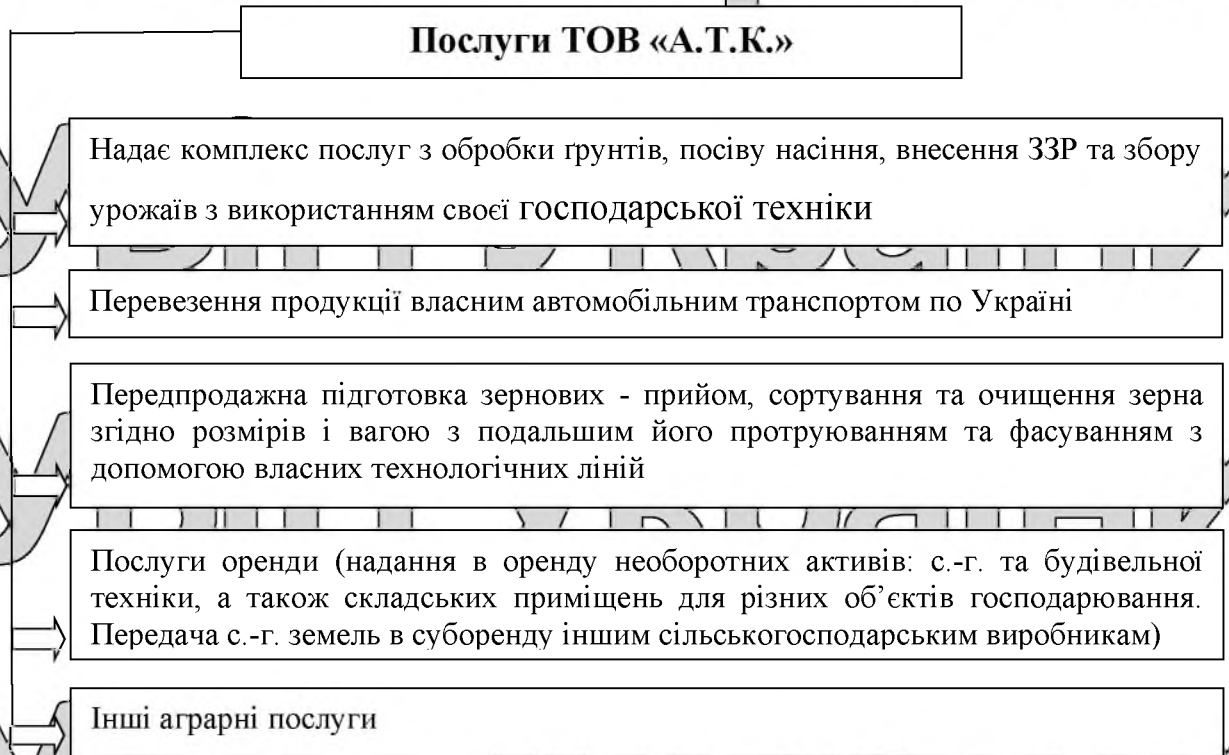 Послуги ТОВ «А.Т.К.»
Надає комплекс послуг з обробки ґрунтів, посіву насіння, внесення ЗЗР та збору
урожаїв з використанням своєї господарської техніки
Перевезення продукції власним автомобільним транспортом по Україні
Передпродажна підготовка зернових - прийом, сортування та очищення зерна
згідно розмірів і вагою з подальшим його протруюванням та фасуванням з
допомогою власних технологічних ліній
Послуги оренди (надання в оренду необоротних активів: с.-г. та будівельної
техніки, а також складських приміщень для різних об’єктів господарювання.
Передача с.-г. земель в суборенду іншим сільськогосподарським виробникам)
Інші аграрні послуги